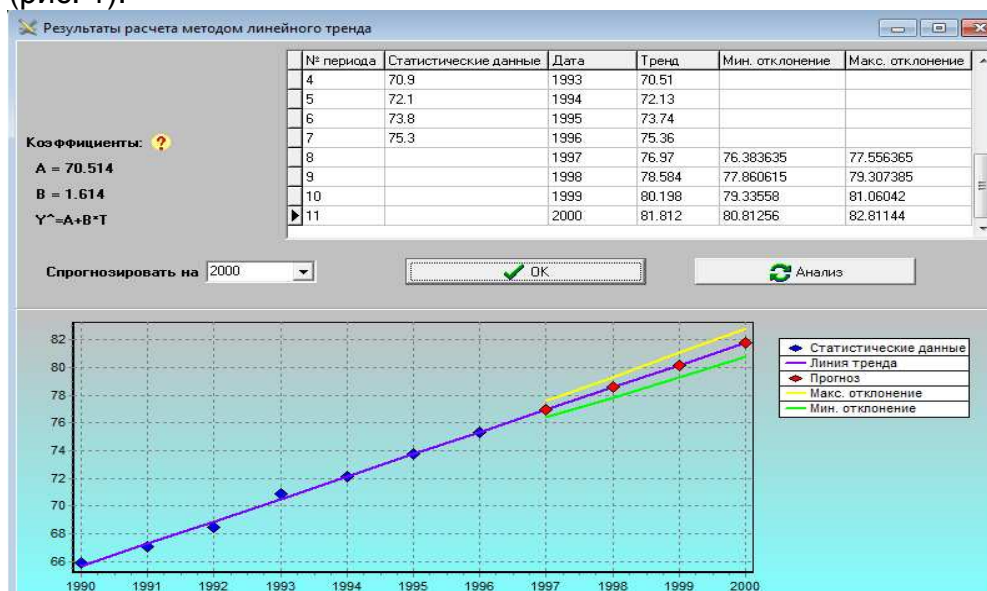 (рис. 1).
Результаты расчета методом линейного тренда
№ периода Статистические данные Дата Тренд Мин. отклонение Макс. отклонение
4 70.9 1993 70.51
5 72.1 1994 72.13
6 73.8 1995 73.74
7 75.3 1996 75.36
8 1997 76.97 76.383635 77.556365
9 1998 78.584 77.860615 79.307385
10 1999 80.198 79.33558 81.06042
11 2000 81.812 80.81256 82.81144
Коэффициенты: ?
A = 70.514
B = 1.614
Y^=A+B*T
Спрогнозировать на 2000 OK Анализ
82
80
78
76
74
72
70
68
66
1990 1991 1992 1993 1994 1995 1996 1997 1998 1999 2000
Статистические данные
Линия тренда
Прогноз
Макс. отклонение
Мин. отклонение